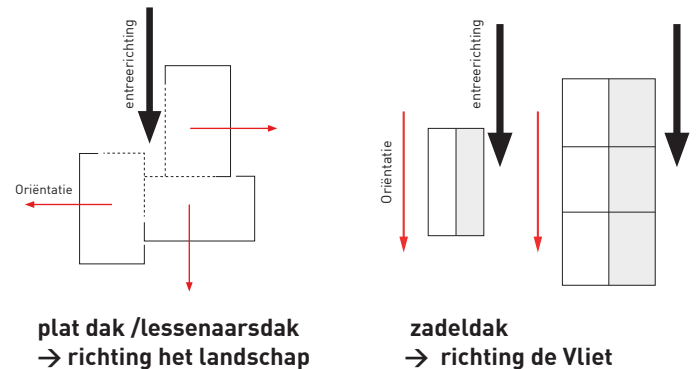 entreerichting
Oriëntatie
plat dak /lessenaarsdak
→ richting het landschap
entreerichting
Oriëntatie
zadeldak
→ richting de Vliet